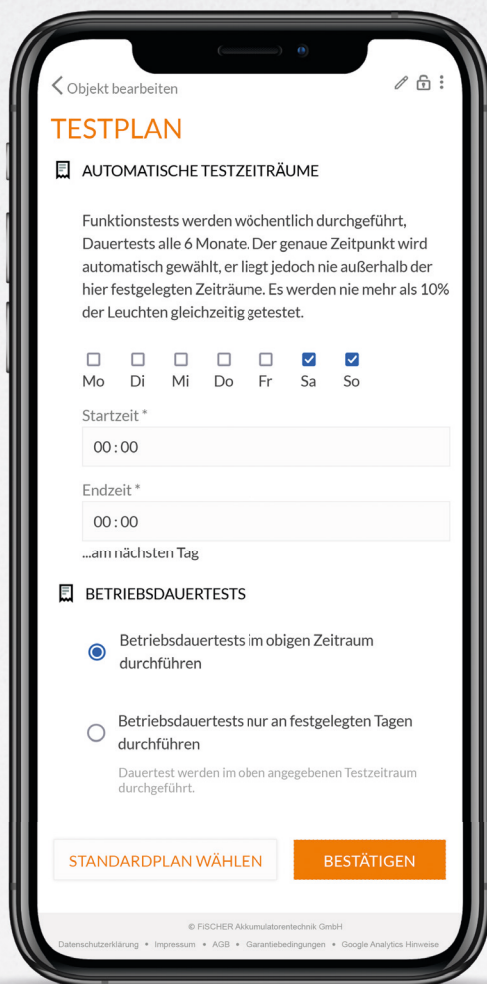 Objekt bearbeiten
TESTPLAN
AUTOMATISCHE TESTZEITRÄUME
Funktionstests werden wöchentlich durchgeführt,
Dauertests alle 6 Monate. Der genaue Zeitpunkt wird
automatisch gewählt, er liegt jedoch nie außerhalb der
hier festgelegten Zeiträume. Es werden nie mehr als 10%
der Leuchten gleichzeitig getestet.
Mo Di Mi Do Fr Sa So
Startzeit *
00:00
Endzeit *
00:00
...am nächsten Tag
BETRIEBSDAUERTESTS
Betriebsdauertests im obigen Zeitraum
durchführen
Betriebsdauertests nur an festgelegten Tagen
durchführen
Dauertest werden im oben angegebenen Testzeitraum
durchgeführt.
STANDARDPLAN WÄHLEN BESTÄTIGEN
© FiSCHER Akkumulatorentechnik GmbH
Datenschutzerklärung • Impressum • AGB • Garantiebedingungen • Google Analytics Hinweise